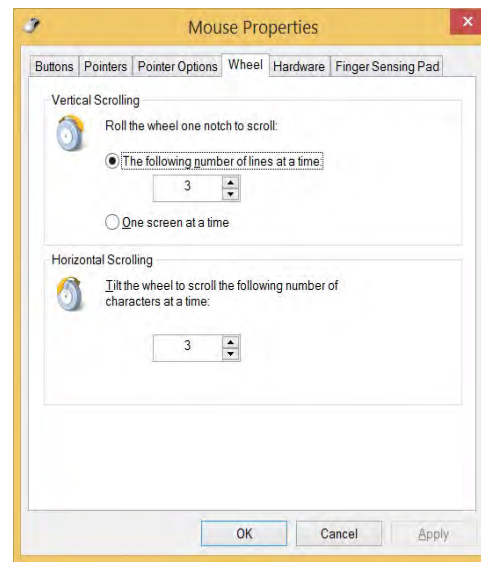 Mouse Properties
Buttons Pointers Pointer Options Wheel Hardware Finger Sensing Pad
Vertical Scrolling
Roll the wheel one notch to scroll:
The following number of lines at a time:
3
One screen at a time
Horizontal Scrolling
Tilt the wheel to scroll the following number of
characters at a time:
3
OK Cancel Apply